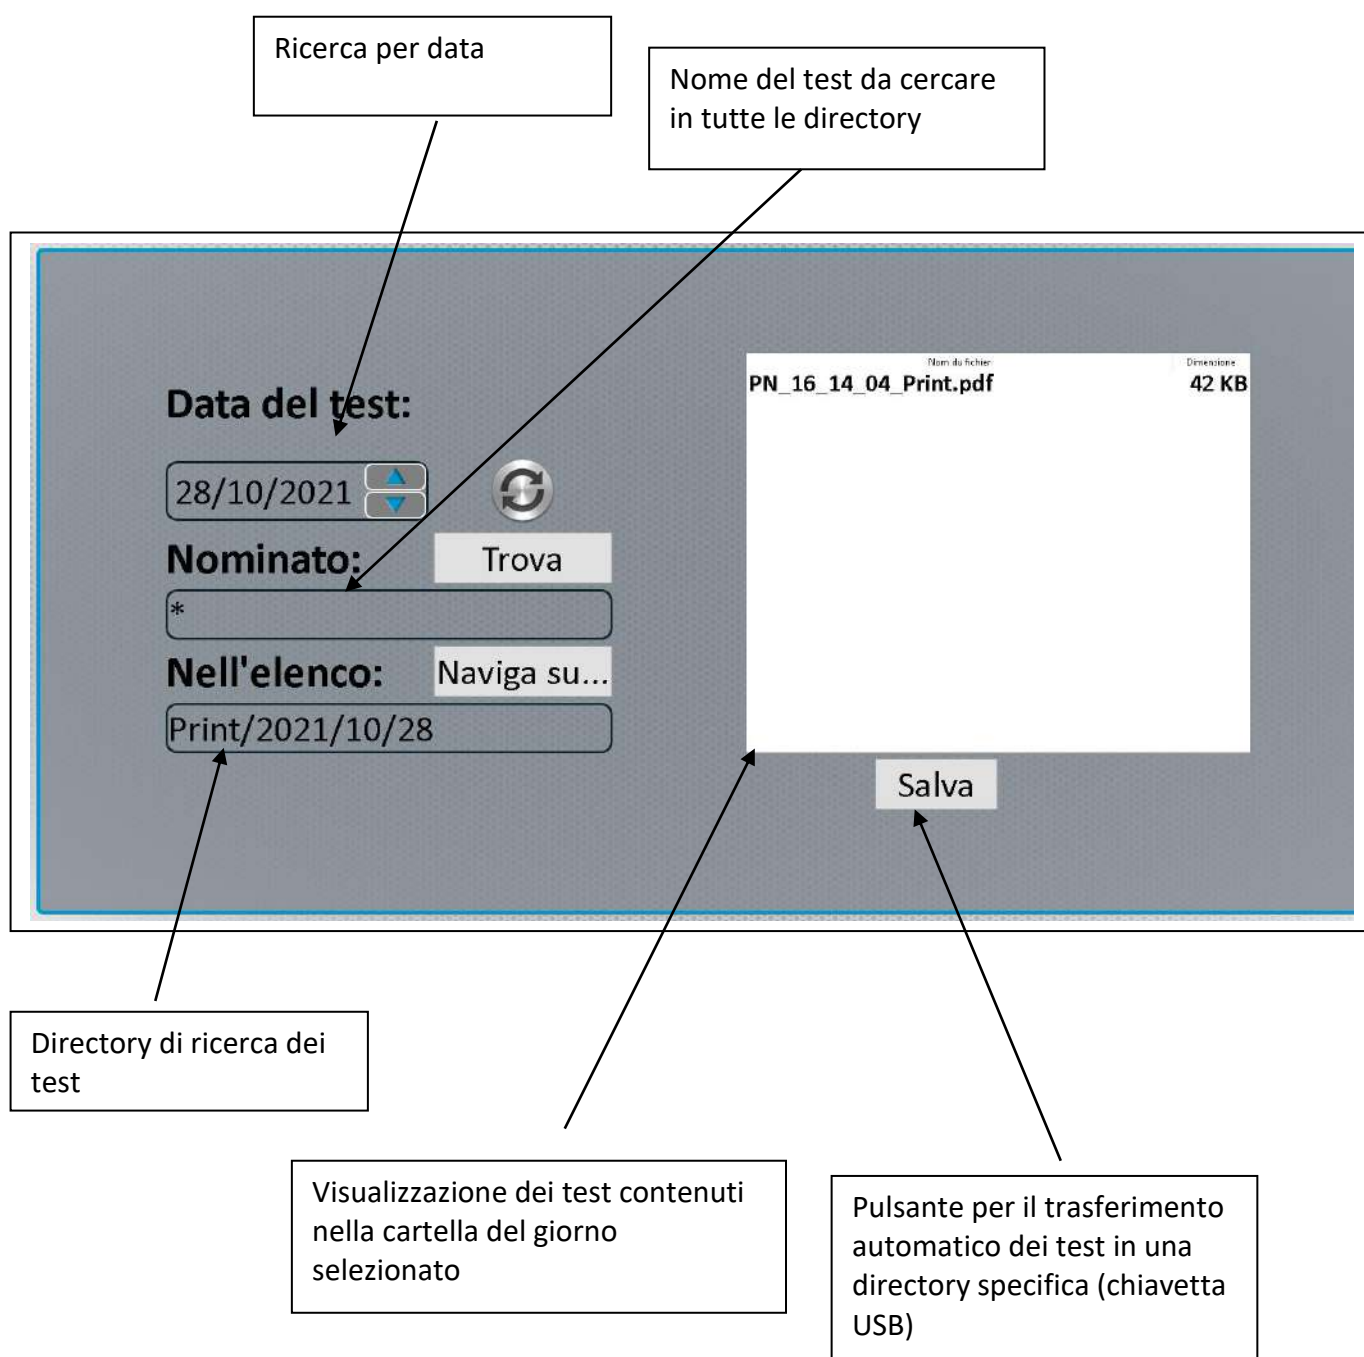 Ricerca per data
Nome del test da cercare
in tutte le directory
Nom du fichier
Dimensione
PN_16_14_04_Print.pdf
42 KB
Data del test:
28/10/2021
Nominato:
Trova
*
Nell'elenco:
Naviga su...
Print/2021/10/28
Salva
Directory di ricerca dei
test
Visualizzazione dei test contenuti
nella cartella del giorno
selezionato
Pulsante per il trasferimento
automatico dei test in una
directory specifica (chiavetta
USB)